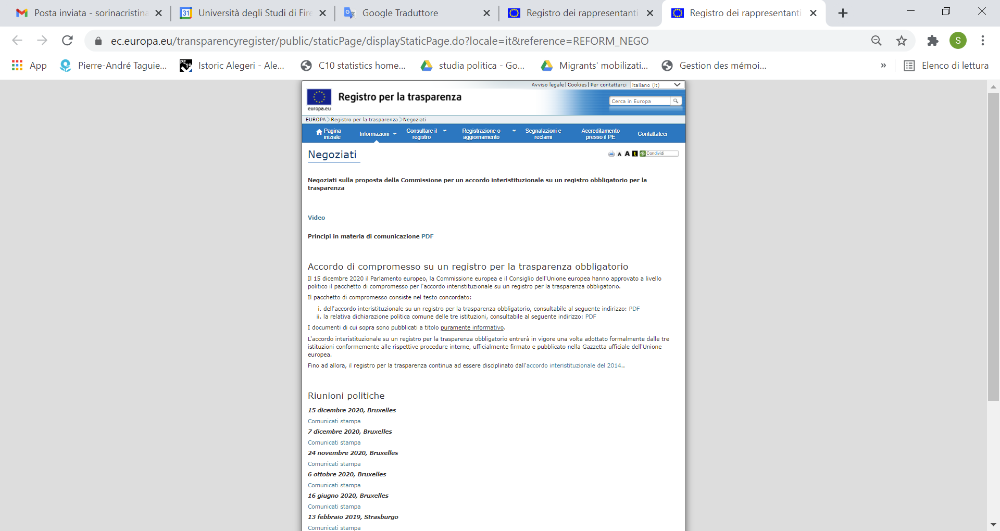 Posta inviata - sorinacristina
Università degli Studi di Fire
Google Traduttore
Registro dei rappresentanti
Registro dei rappresentanti
ec.europa.eu/transparencyregister/public/staticPage/displayStaticPage.do?locale=it&reference=REFORM_NEGO
S
App
Pierre-André Taguie...
Istoric Alegeri - Ale...
C10 statistics home...
studia politica - Go...
Migrants' mobilizati...
Gestion des mémoi...
»
Elenco di lettura
Avviso legale | Cookies | Per contattarci
italiano (it)
europa.eu
Registro per la trasparenza
Cerca in Europa
EUROPA Registro per la trasparenza Negoziati
Pagina iniziale
Informazioni
Consultare il registro
Registrazione o aggiornamento
Segnalazioni e reclami
Accreditamento presso il PE
Contattateci
Negoziati
A A t Condividi
Negoziati sulla proposta della Commissione per un accordo interistituzionale su un registro obbligatorio per la
trasparenza
Video
Principi in materia di comunicazione PDF
Accordo di compromesso su un registro per la trasparenza obbligatorio
Il 15 dicembre 2020 il Parlamento europeo, la Commissione europea e il Consiglio dell'Unione europea hanno approvato a livello
politico il pacchetto di compromesso per l'accordo interistituzionale su un registro per la trasparenza obbligatorio.
Il pacchetto di compromesso consiste nel testo concordato:
i. dell'accordo interistituzionale su un registro per la trasparenza obbligatorio, consultabile al seguente indirizzo: PDF
ii. la relativa dichiarazione politica comune delle tre istituzioni, consultabile al seguente indirizzo: PDF
I documenti di cui sopra sono pubblicati a titolo puramente informativo.
L'accordo interistituzionale su un registro per la trasparenza obbligatorio entrerà in vigore una volta adottato formalmente dalle tre
istituzioni conformemente alle rispettive procedure interne, ufficialmente firmato e pubblicato nella Gazzetta ufficiale dell'Unione
europea.
Fino ad allora, il registro per la trasparenza continua ad essere disciplinato dall'accordo interistituzionale del 2014..
Riunioni politiche
15 dicembre 2020, Bruxelles
Comunicati stampa
7 dicembre 2020, Bruxelles
Comunicati stampa
24 novembre 2020, Bruxelles
Comunicati stampa
6 ottobre 2020, Bruxelles
Comunicati stampa
16 giugno 2020, Bruxelles
Comunicati stampa
13 febbraio 2019, Strasburgo
Comunicati stampa